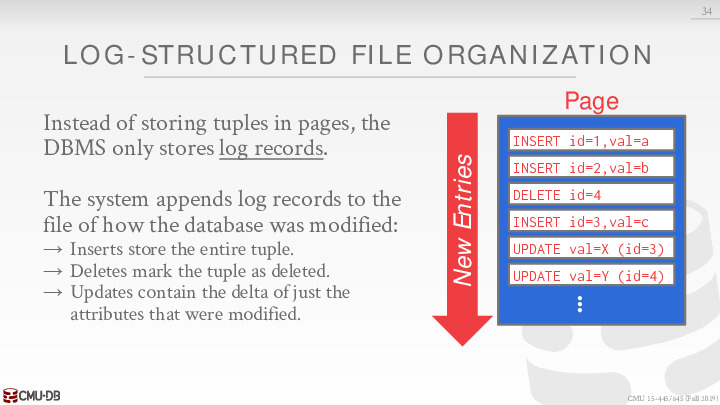 34
LOG-STRUCTURED FILE ORGANIZATION
Instead of storing tuples in pages, the
DBMS only stores log records.
The system appends log records to the
file of how the database was modified:
→ Inserts store the entire tuple.
→ Deletes mark the tuple as deleted.
→ Updates contain the delta of just the
attributes that were modified.
New Entries
Page
INSERT id=1,val=a
INSERT id=2,val=b
DELETE id=4
INSERT id=3,val=c
UPDATE val=X (id=3)
UPDATE val=Y (id=4)
⋮
CMU·DB
CMU 15-445/645 (Fall 2019)